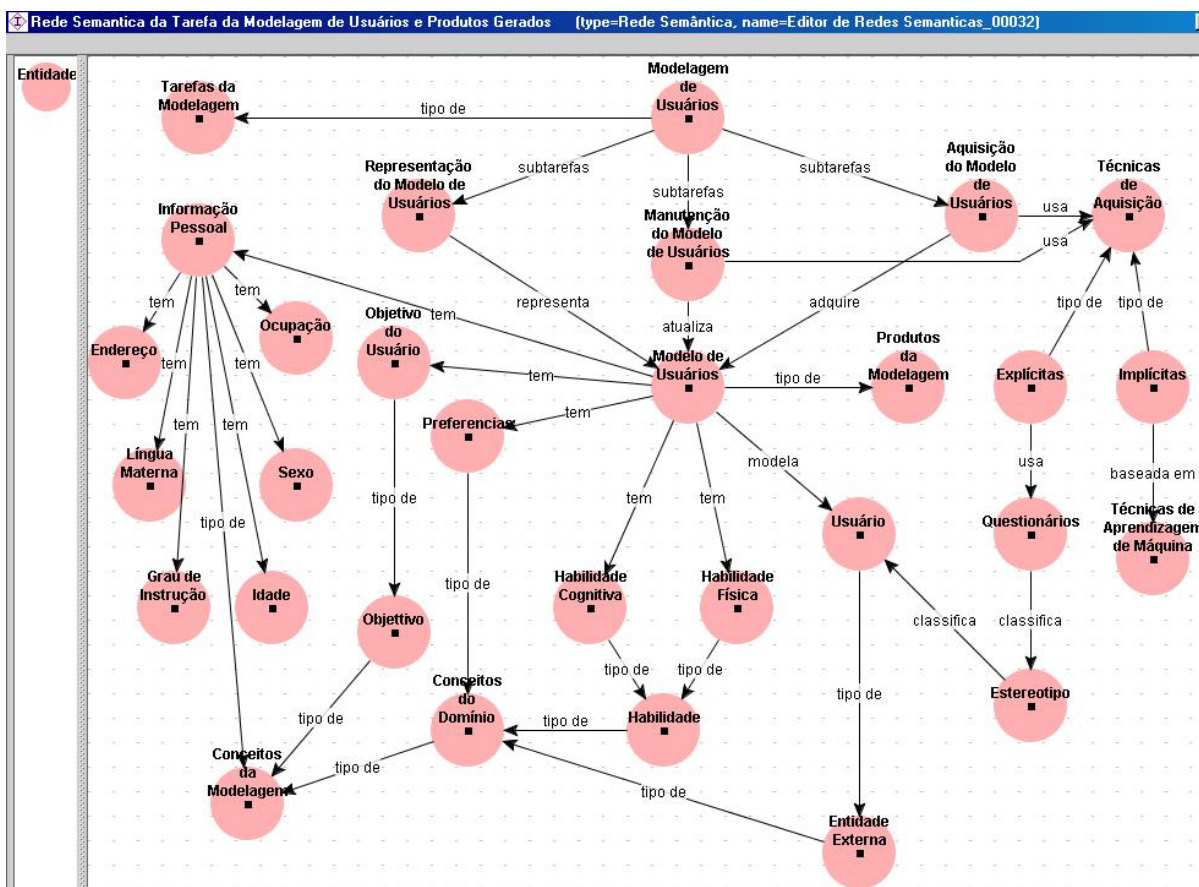 Rede Semantica da Tarefa da Modelagem de Usuários e Produtos Gerados (type=Rede Semântica, name=Editor de Redes Semanticas_00032)
Entidade
Tarefas da
Modelagem
tipo de
Modelagem
de
Usuários
subtarefas
subtarefas
subtarefas
Representação
do Modelo de
Usuários
Manutenção
do Modelo
de Usuários
Aquisição
do Modelo
de
Usuários
usa
usa
Técnicas
de
Aquisição
Informação
Pessoal
tem
tem
representa
atualiza
adquire
tem
tipo de
tipo de
Endereço
Ocupação
Objetivo
do
Usuário
Modelo de
Usuários
tipo de
Produtos
da
Modelagem
Explícitas
Implícitas
tem
tem
tem
tem
tem
tem
Preferencias
modela
usa
baseada em
Língua
Materna
Sexo
tipo de
tipo de
tem
tem
Usuário
Questionários
Técnicas de
Aprendizagem
de Máquina
Grau de
Instrução
Idade
Objettivo
tipo de
Habilidade
Cognitiva
Habilidade
Física
classifica
classifica
tipo de
tipo de
tipo de
Estereotipo
tipo de
Conceitos
do
Domínio
tipo de
Habilidade
Conceitos
da
Modelagem
tipo de
tipo de
Entidade
Externa